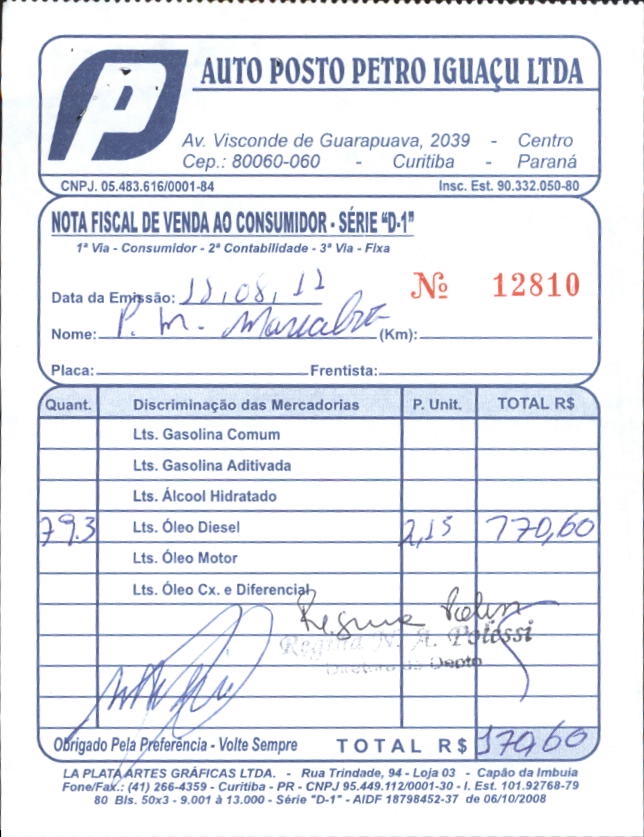 P
AUTO POSTO PETRO IGUAÇU LTDA
Av. Visconde de Guarapuava, 2039 - Centro
Cep.: 80060-060 - Curitiba - Paraná
CNPJ. 05.483.616/0001-84 Insc. Est. 90.332.050-80
NOTA FISCAL DE VENDA AO CONSUMIDOR - SÉRIE "D-1"
1ª Via - Consumidor - 2ª Contabilidade - 3ª Via - Fixa
Nº 12810
Data da Emissão: 11,08,11
Nome: P. M. (Km):
Placa: Frentista:
Quant. Discriminação das Mercadorias P. Unit. TOTAL R$
Lts. Gasolina Comum
Lts. Gasolina Aditivada
Lts. Álcool Hidratado
79.3 Lts. Óleo Diesel 2,15 170,60
Lts. Óleo Motor
Lts. Óleo Cx. e Diferencial
Regina N. A. Polessi
Depto
Obrigado Pela Preferência - Volte Sempre TOTAL R$ 170,60
LA PLATA ARTES GRÁFICAS LTDA. - Rua Trindade, 94 - Loja 03 - Capão da Imbuia
Fone/Fax.: (41) 266-4359 - Curitiba - PR - CNPJ 95.449.112/0001-30 - I. Est. 101.92768-79
80 Bls. 50x3 - 9.001 à 13.000 - Série "D-1" - AIDF 18798452-37 de 06/10/2008